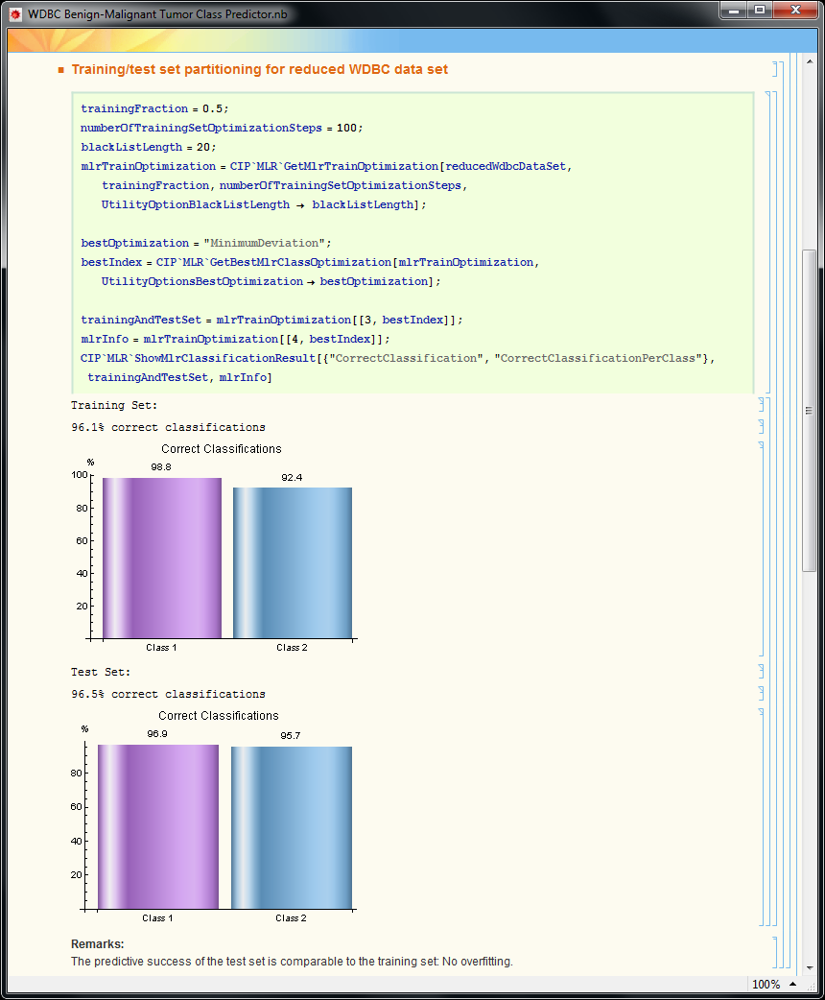 WDBC Benign-Malignant Tumor Class Predictor.nb
Training/test set partitioning for reduced WDBC data set
trainingFraction = 0.5;
numberOfTrainingSetOptimizationSteps = 100;
blackListLength = 20;
mlrTrainOptimization = CIP`MLR`GetMlrTrainOptimization[reducedWdbcDataSet,
trainingFraction, numberOfTrainingSetOptimizationSteps,
UtilityOptionBlackListLength → blackListLength];
bestOptimization = "MinimumDeviation";
bestIndex = CIP`MLR`GetBestMlrClassOptimization[mlrTrainOptimization,
UtilityOptionsBestOptimization → bestOptimization];
trainingAndTestSet = mlrTrainOptimization[[3, bestIndex]];
mlrInfo = mlrTrainOptimization[[4, bestIndex]];
CIP`MLR`ShowMlrClassificationResult[{"CorrectClassification", "CorrectClassificationPerClass"},
trainingAndTestSet, mlrInfo]
Training Set:
96.1% correct classifications
Correct Classifications
%
98.8
92.4
100
80
60
40
20
Class 1
Class 2
Test Set:
96.5% correct classifications
Correct Classifications
%
96.9
95.7
80
60
40
20
Class 1
Class 2
Remarks:
The predictive success of the test set is comparable to the training set: No overfitting.
100%